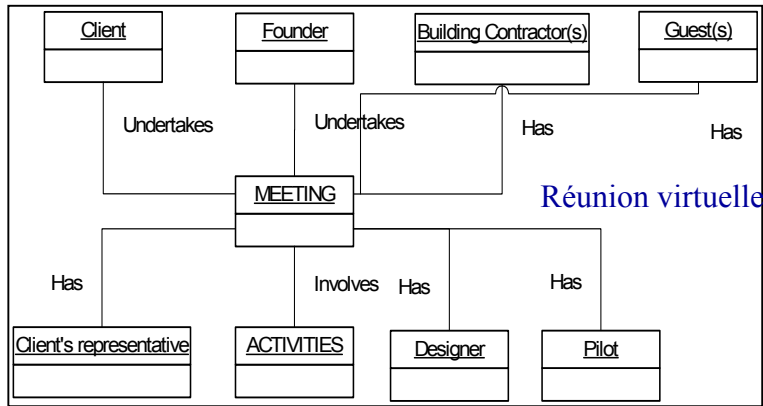 Client
Founder
Building Contractor(s)
Guest(s)
Undertakes
Undertakes
Has
Has
MEETING
Réunion virtuelle
Has
Involves
Has
Has
Client's representative
ACTIVITIES
Designer
Pilot